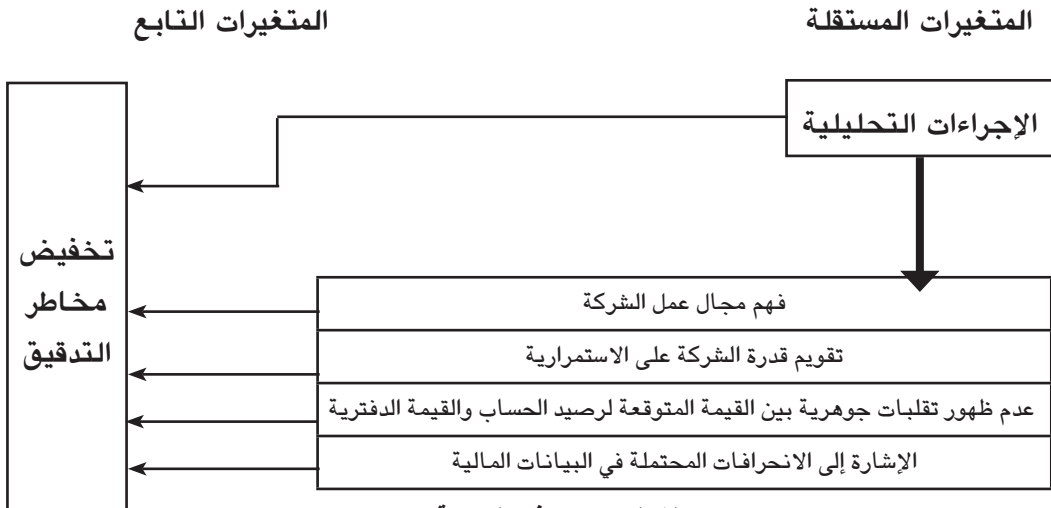 المتغيرات المستقلة
المتغيرات التابع
الإجراءات التحليلية
تخفيض
مخاطر
التدقيق
فهم مجال عمل الشركة
تقويم قدرة الشركة على الاستمرارية
عدم ظهور تقلبات جوهرية بين القيمة المتوقعة لرصيد الحساب والقيمة الدفترية
الإشارة إلى الانحرافات المحتملة في البيانات المالية